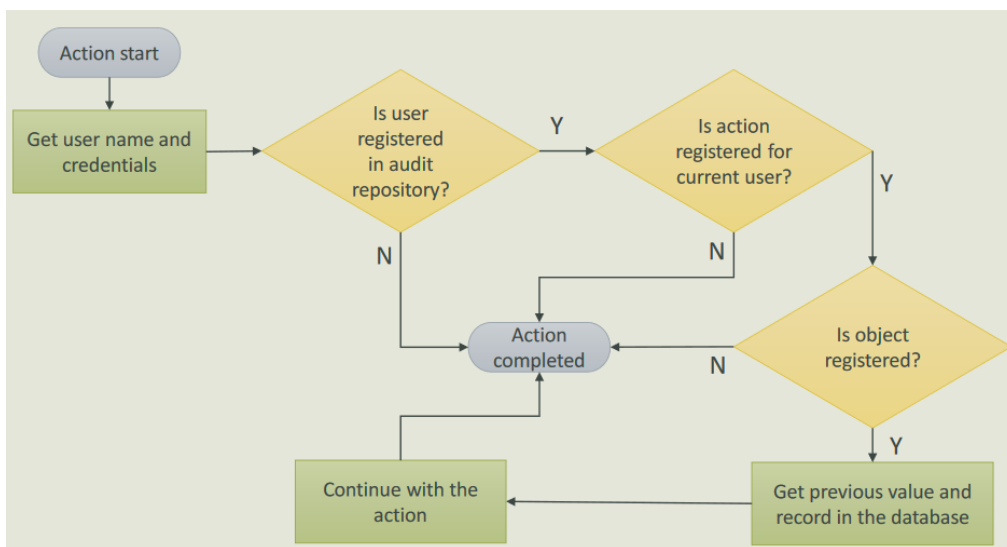 Action start
Get user name and
credentials
Is user
registered
in audit
repository?
Y
Is action
registered for
current user?
Y
N
N
Action
completed
Is object
registered?
N
Y
Continue with the
action
Get previous value and
record in the database